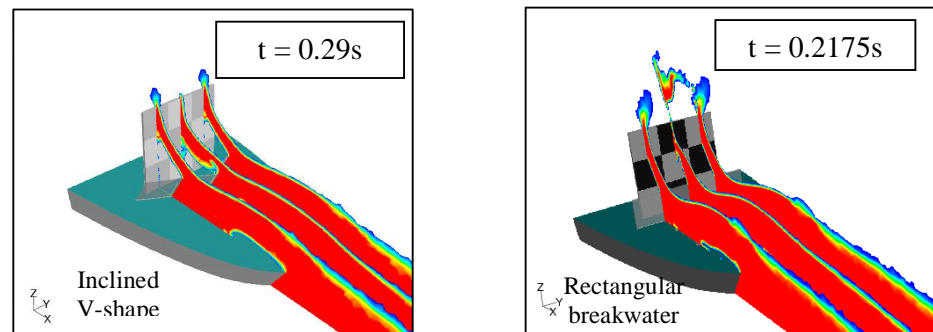 t = 0.29s
Inclined
V-shape
Z
Y
X
t = 0.2175s
Rectangular
breakwater
Z
Y
X